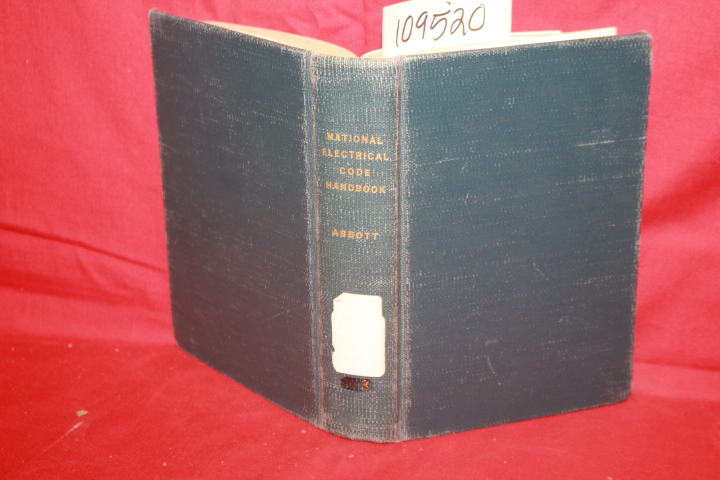 109520
NATIONAL
ELECTRICAL
CODE
HANDBOOK
ABBOTT